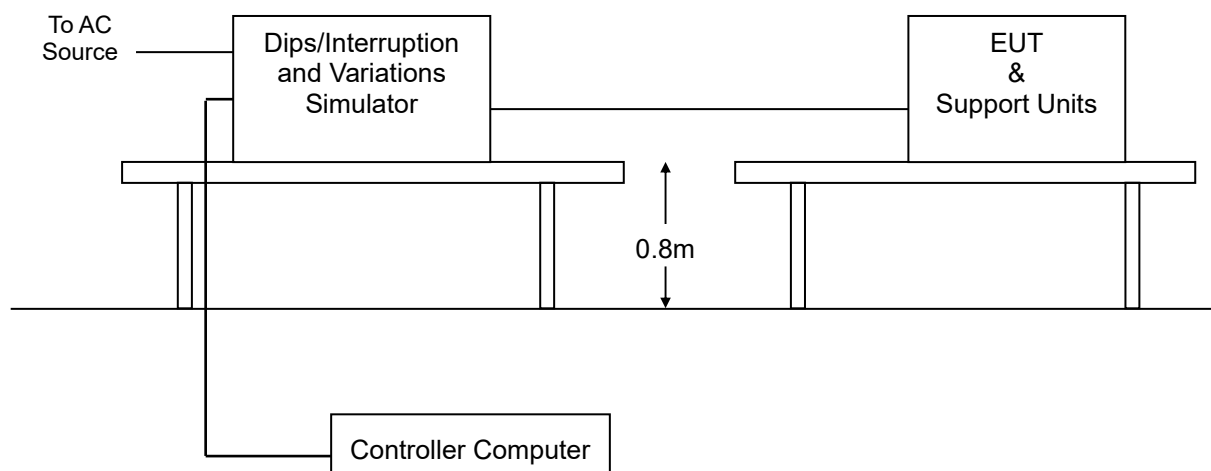 To AC
Source
Dips/Interruption
and Variations
Simulator
EUT
&
Support Units
0.8m
Controller Computer